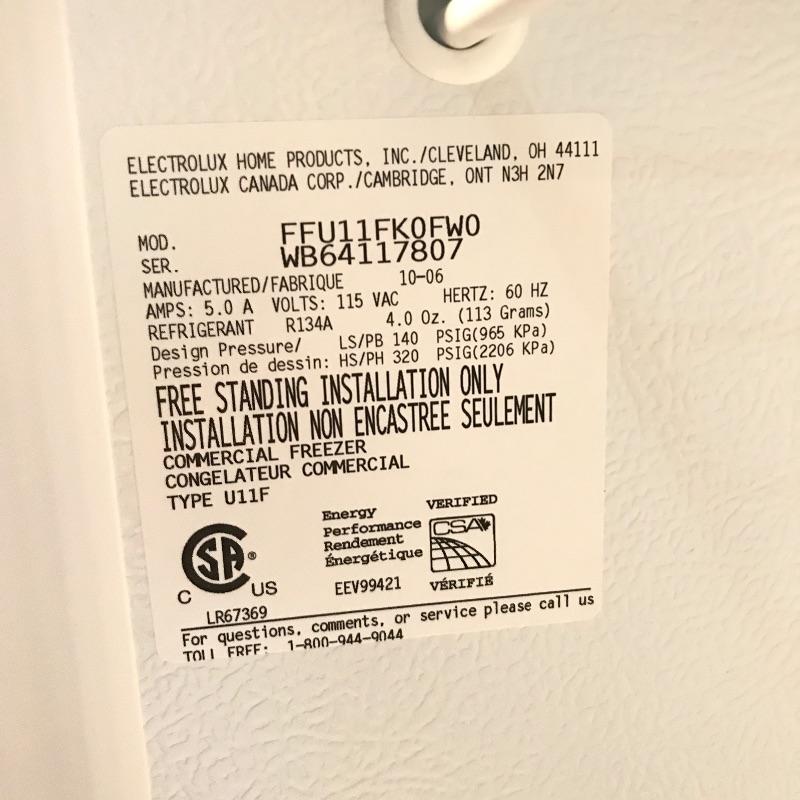 ELECTROLUX HOME PRODUCTS, INC./CLEVELAND, OH 44111
ELECTROLUX CANADA CORP./CAMBRIDGE, ONT N3H 2N7
MOD. FFU11FK0FW0
SER. WB64117807
MANUFACTURED/FABRIQUE 10-06
AMPS: 5.0 A VOLTS: 115 VAC HERTZ: 60 HZ
REFRIGERANT R134A 4.0 Oz. (113 Grams)
Design Pressure/ LS/PB 140 PSIG(965 KPa)
Pression de dessin: HS/PH 320 PSIG(2206 KPa)
FREE STANDING INSTALLATION ONLY
INSTALLATION NON ENCASTREE SEULEMENT
COMMERCIAL FREEZER
CONGELATEUR COMMERCIAL
TYPE U11F
SA®
C US
LR67369
Energy
Performance
Rendement
Énergétique
EEV99421
VERIFIED
CSA
VÉRIFIÉ
For questions, comments, or service please call us
TOLL FREE: 1-800-944-9044